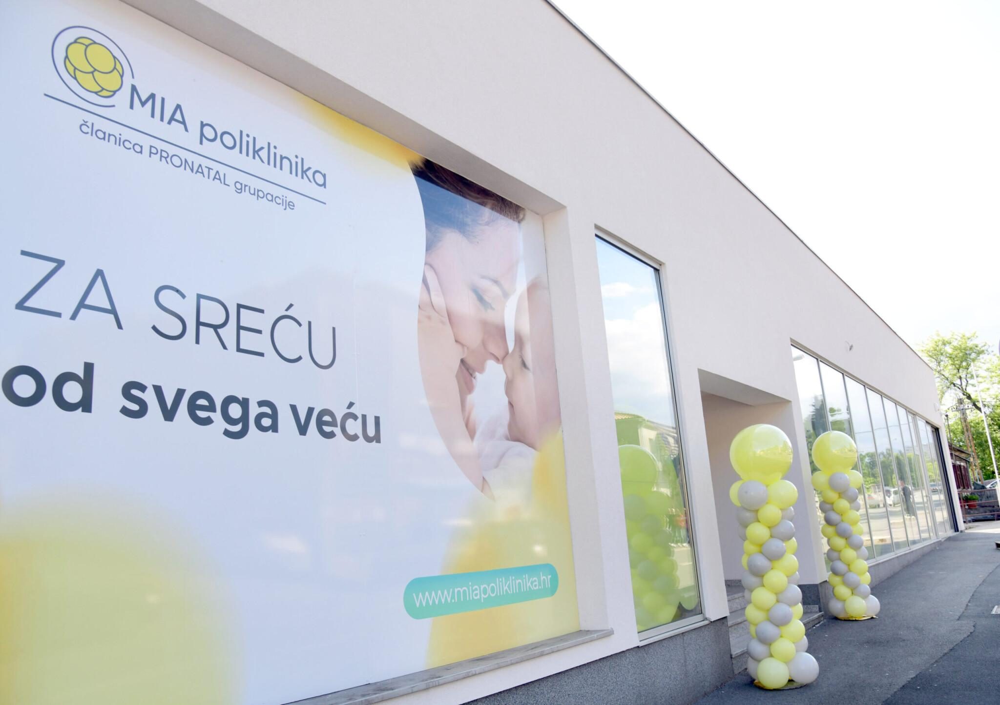 MIA poliklinika
članica PRONATAL grupacije
ZA SREĆU
od svega veću
www.miapoliklinika.hr